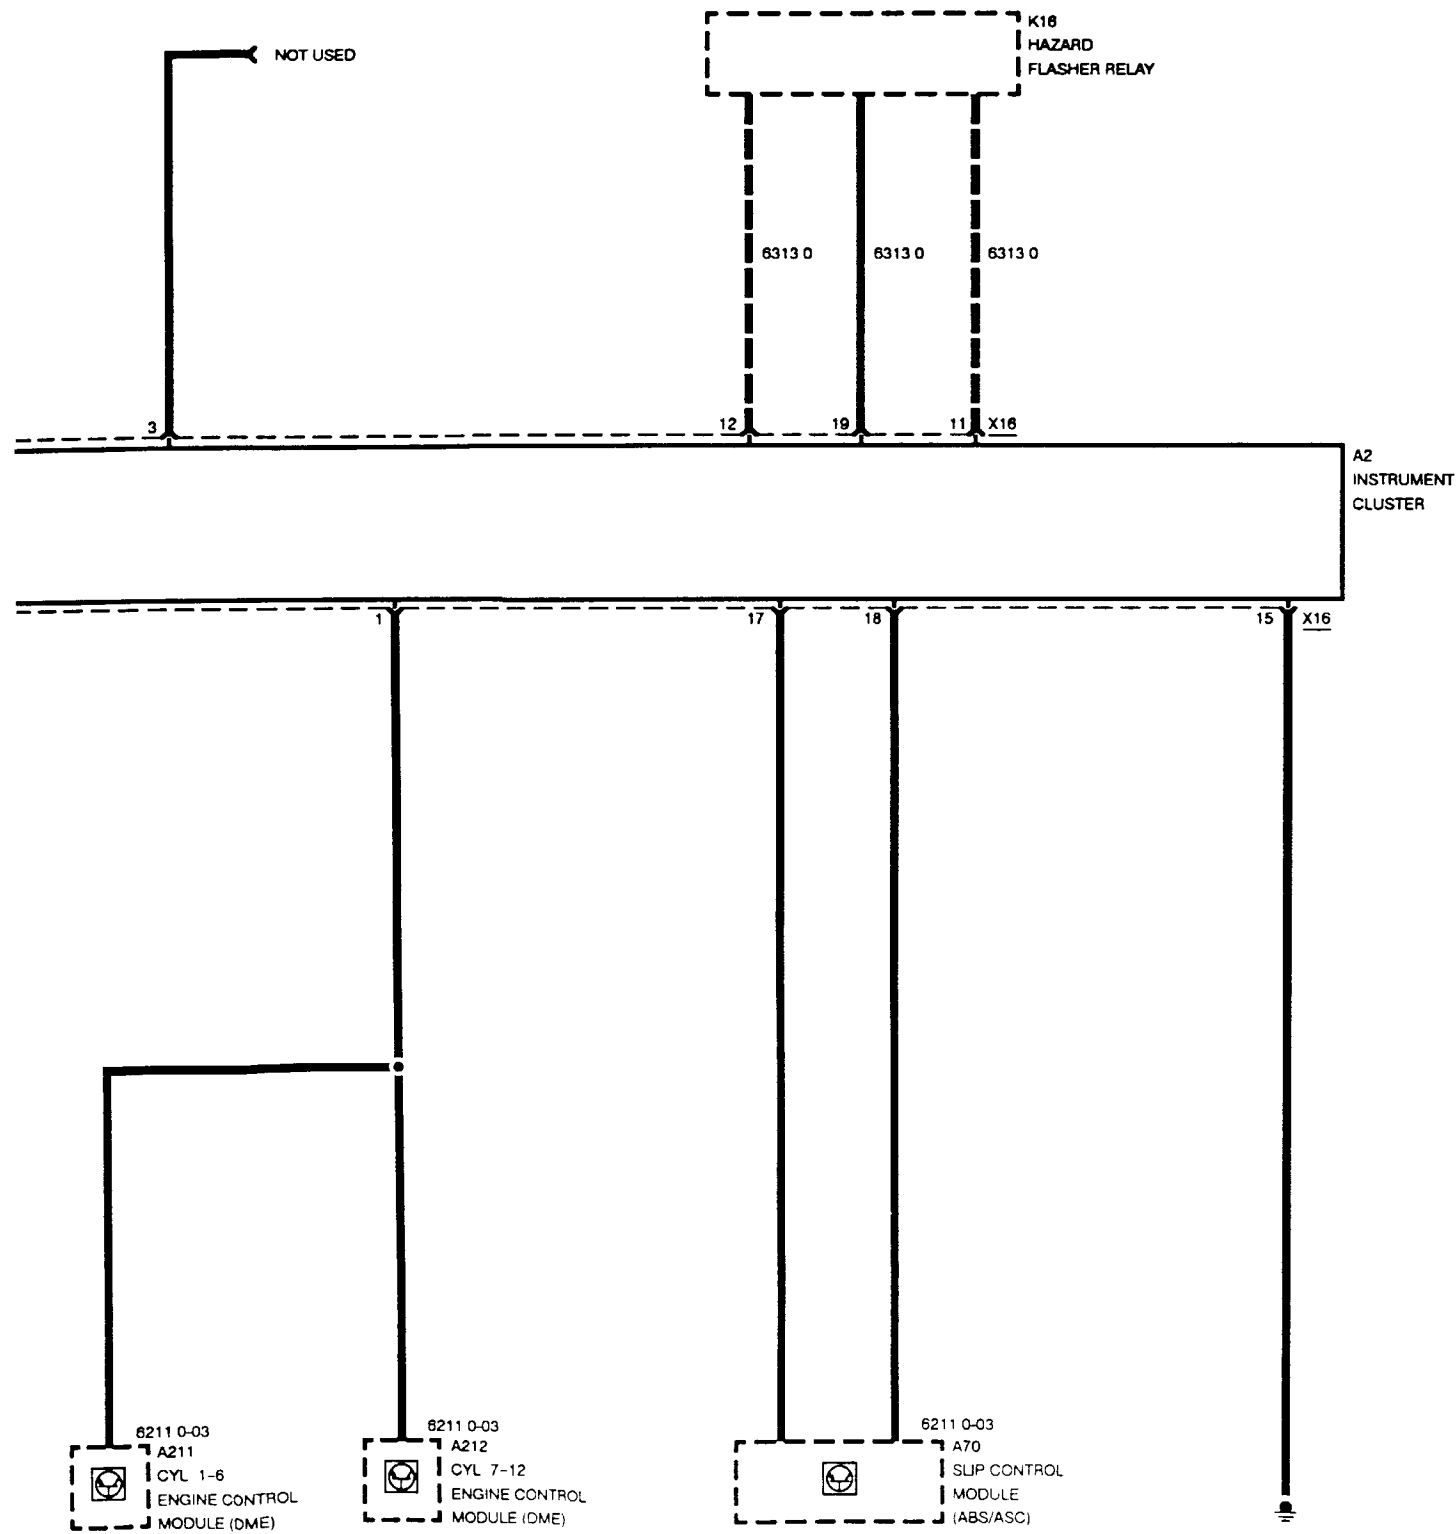 NOT USED
K16
HAZARD
FLASHER RELAY
6313 0
6313 0
6313 0
3
12
19
11
X16
A2
INSTRUMENT
CLUSTER
1
17
18
15
X16
6211 0-03
A211
CYL 1-6
ENGINE CONTROL
MODULE (DME)
6211 0-03
A212
CYL 7-12
ENGINE CONTROL
MODULE (DME)
6211 0-03
A70
SLIP CONTROL
MODULE
(ABS/ASC)